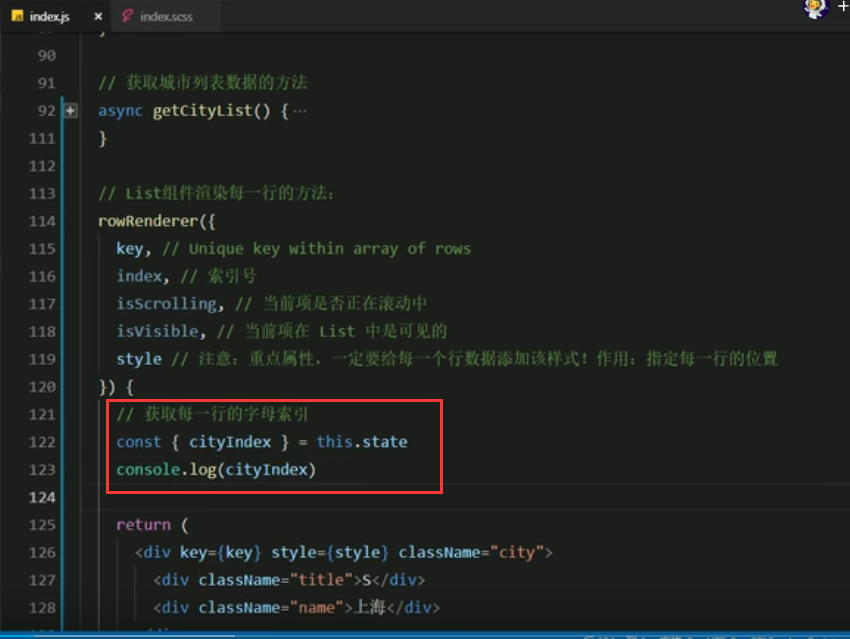 index.js × index.scss
90
91 // 获取城市列表数据的方法
92 async getCityList() { ···
111 }
112
113 // List组件渲染每一行的方法:
114 rowRenderer({
115 key, // Unique key within array of rows
116 index, // 索引号
117 isScrolling, // 当前项是否正在滚动中
118 isVisible, // 当前项在 List 中是可见的
119 style // 注意: 重点属性, 一定要给每一个行数据添加该样式! 作用: 指定每一行的位置
120 }) {
121 // 获取每一行的字母索引
122 const { cityIndex } = this.state
123 console.log(cityIndex)
124
125 return (
126 <div key={key} style={style} className="city">
127 <div className="title">S</div>
128 <div className="name">上海</div>